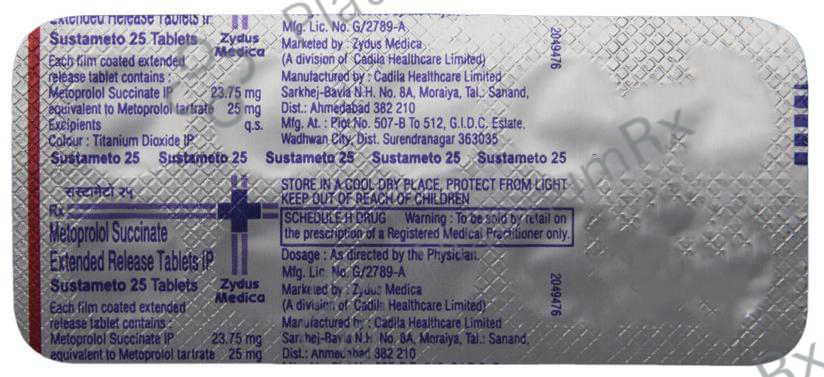 Extended Release Tablets IP
Sustameto 25 Tablets
Zydus
Medica
Each film coated extended
release tablet contains :
Metoprolol Succinate IP 23.75 mg
equivalent to Metoprolol tartrate 25 mg
Excipients q.s.
Colour : Titanium Dioxide IP
Mfg. Lic. No. G/2789-A
Marketed by : Zydus Medica
(A division of Cadila Healthcare Limited)
Manufactured by : Cadila Healthcare Limited
Sarkhej-Bavla N.H. No. 8A, Moraiya, Tal.: Sanand,
Dist.: Ahmedabad 382 210
Mfg. At. : Plot No. 507-B To 512, G.I.D.C. Estate,
Wadhwan City, Dist. Surendranagar 363035
2049476
Sustameto 25 Sustameto 25 Sustameto 25 Sustameto 25 Sustameto 25
सस्टामेटो २५
Rx
Metoprolol Succinate
Extended Release Tablets IP
Sustameto 25 Tablets
Zydus
Medica
Each film coated extended
release tablet contains :
Metoprolol Succinate IP 23.75 mg
equivalent to Metoprolol tartrate 25 mg
STORE IN A COOL DRY PLACE, PROTECT FROM LIGHT
KEEP OUT OF REACH OF CHILDREN
SCHEDULE H DRUG Warning : To be sold by retail on
the prescription of a Registered Medical Practitioner only.
Dosage : As directed by the Physician.
Mfg. Lic. No. G/2789-A
Marketed by : Zydus Medica
(A division of Cadila Healthcare Limited)
Manufactured by : Cadila Healthcare Limited
Sarkhej-Bavla N.H. No. 8A, Moraiya, Tal.: Sanand,
Dist.: Ahmedabad 382 210
2049476